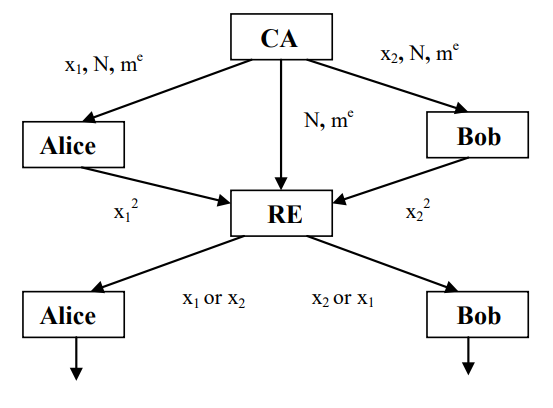 CA
x₁, N, mᵉ
x₂, N, mᵉ
N, mᵉ
Alice
Bob
x₁²
RE
x₂²
x₁ or x₂
x₂ or x₁
Alice
Bob